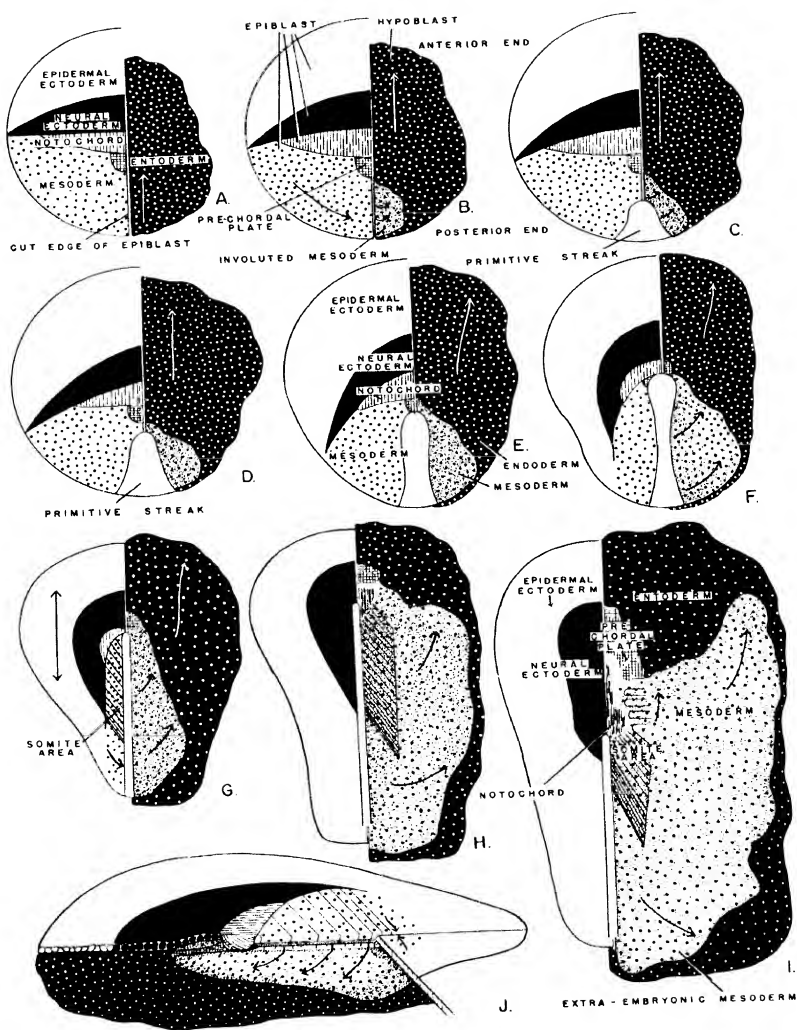 EPIBLAST
HYPOBLAST
ANTERIOR END
EPIDERMAL
ECTODERM
NEURAL
ECTODERM
NOTOCHORD
ENTODERM
MESODERM
A.
B.
C.
PRE-CHORDAL
PLATE
CUT EDGE OF EPIBLAST
POSTERIOR END
INVOLUTED MESODERM
PRIMITIVE STREAK
EPIDERMAL
ECTODERM
NEURAL
ECTODERM
NOTOCHORD
MESODERM
E.
ENDODERM
MESODERM
D.
F.
PRIMITIVE STREAK
EPIDERMAL
ECTODERM
ENTODERM
PRE-
CHORDAL
PLATE
NEURAL
ECTODERM
MESODERM
SOMITE
AREA
SOMITE
AREA
G.
NOTOCHORD
H.
I.
J.
EXTRA-EMBRYONIC MESODERM